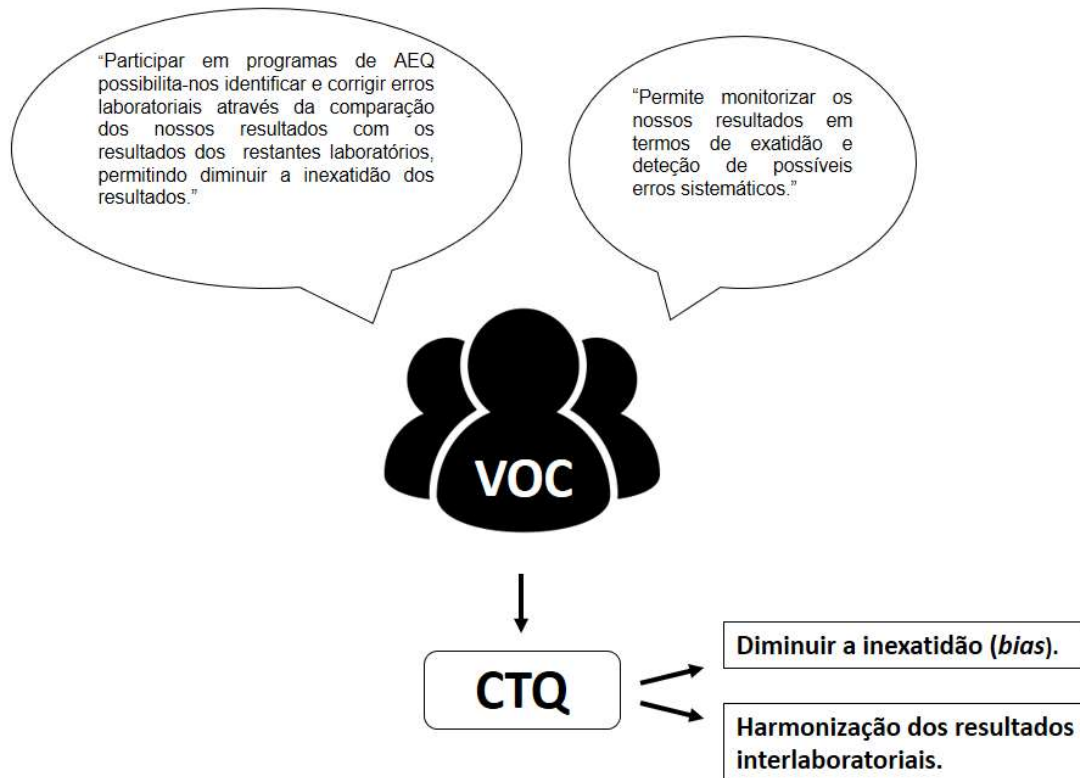 “Participar em programas de AEQ
possibilita-nos identificar e corrigir erros
laboratoriais através da comparação
dos nossos resultados com os
resultados dos restantes laboratórios,
permitindo diminuir a inexatidão dos
resultados.”
“Permite monitorizar os
nossos resultados em
termos de exatidão e
deteção de possíveis
erros sistemáticos.”
VOC
CTQ
Diminuir a inexatidão (bias).
Harmonização dos resultados
interlaboratoriais.